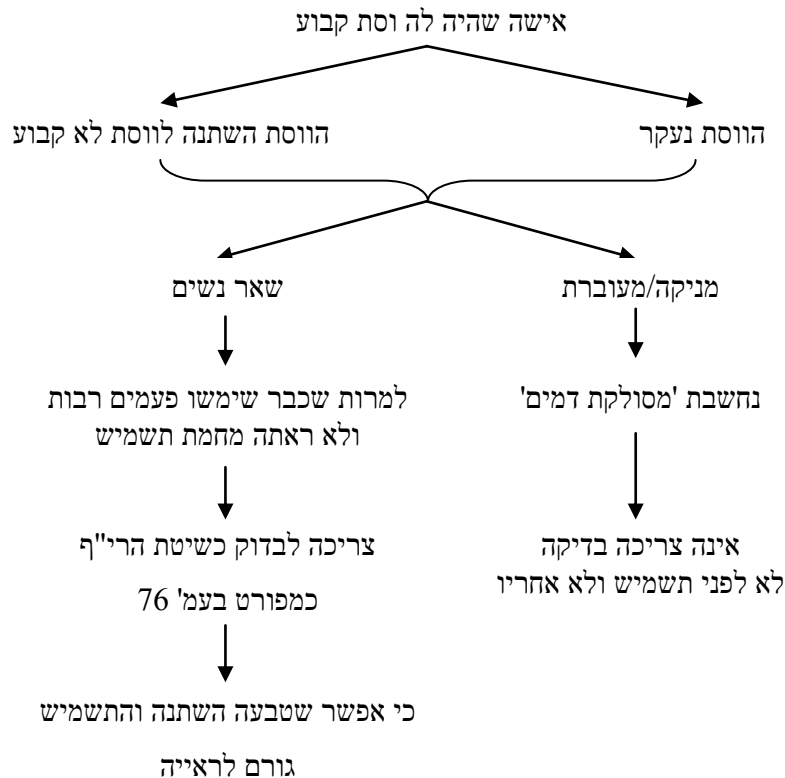 אישה שהיה לה וסת קבוע
הווסת נעקר
הווסת השתנה לווסת לא קבוע
מניקה/מעוברת
שאר נשים
נחשבת 'מסולקת דמים'
למרות שכבר שימשו פעמים רבות
ולא ראתה מחמת תשמיש
אינה צריכה בדיקה
לא לפני תשמיש ולא אחריו
צריכה לבדוק כשיטת הרי"ף
כמפורט בעמ' 76
כי אפשר שטבעה השתנה והתשמיש
גורם לראייה